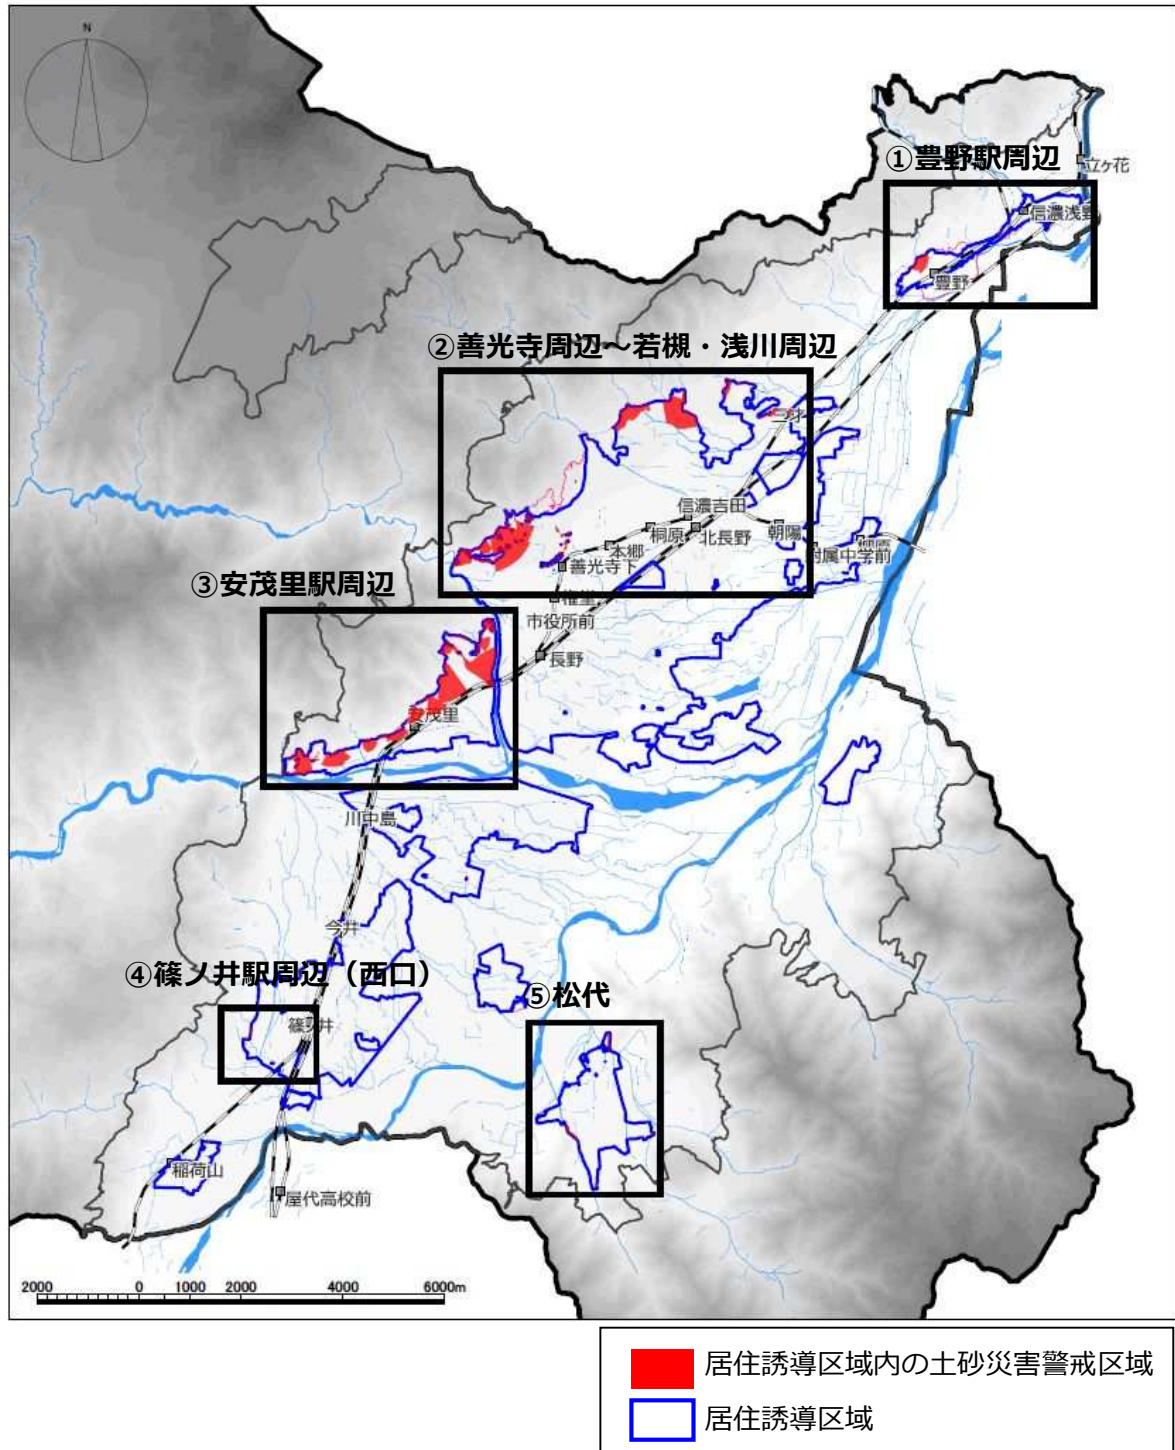 N
①豊野駅周辺
立ヶ花
信濃浅野
豊野
②善光寺周辺～若槻・浅川周辺
三才
信濃吉田
桐原
北長野
朝陽
柳原
附属中学前
本郷
善光寺下
権堂
市役所前
長野
③安茂里駅周辺
安茂里
川中島
今井
④篠ノ井駅周辺（西口）
篠ノ井
⑤松代
稲荷山
屋代高校前
2000 0 1000 2000 4000 6000m
居住誘導区域内の土砂災害警戒区域
居住誘導区域